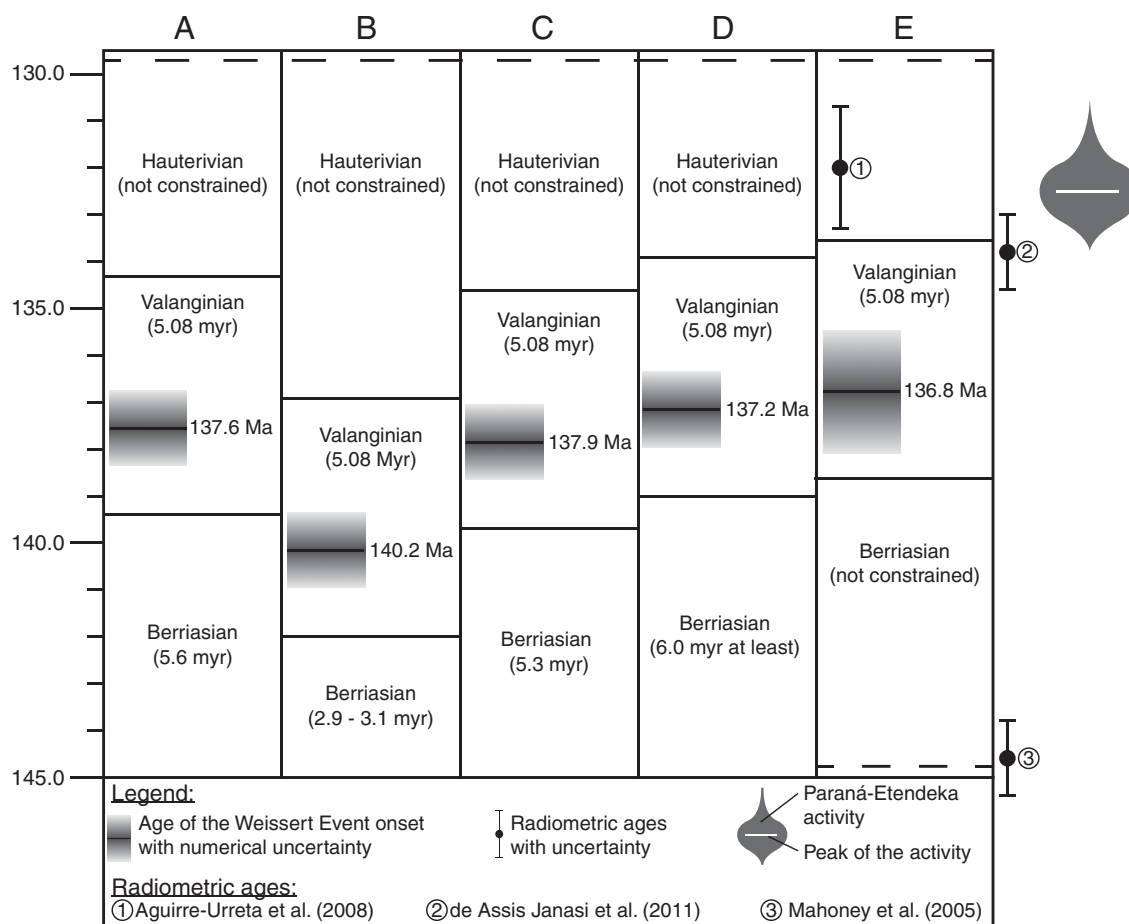 A B C D E
130.0
135.0
140.0
145.0
Hauterivian
(not constrained)
Valanginian
(5.08 myr)
137.6 Ma
Berriasian
(5.6 myr)
Hauterivian
(not constrained)
Valanginian
(5.08 Myr)
140.2 Ma
Berriasian
(2.9 - 3.1 myr)
Hauterivian
(not constrained)
Valanginian
(5.08 myr)
137.9 Ma
Berriasian
(5.3 myr)
Hauterivian
(not constrained)
Valanginian
(5.08 myr)
137.2 Ma
Berriasian
(6.0 myr at least)
①
②
Valanginian
(5.08 myr)
136.8 Ma
Berriasian
(not constrained)
③
Legend:
Age of the Weissert Event onset
with numerical uncertainty
Radiometric ages
with uncertainty
Paraná-Etendeka
activity
Peak of the activity
Radiometric ages:
① Aguirre-Urreta et al. (2008) ② de Assis Janasi et al. (2011) ③ Mahoney et al. (2005)